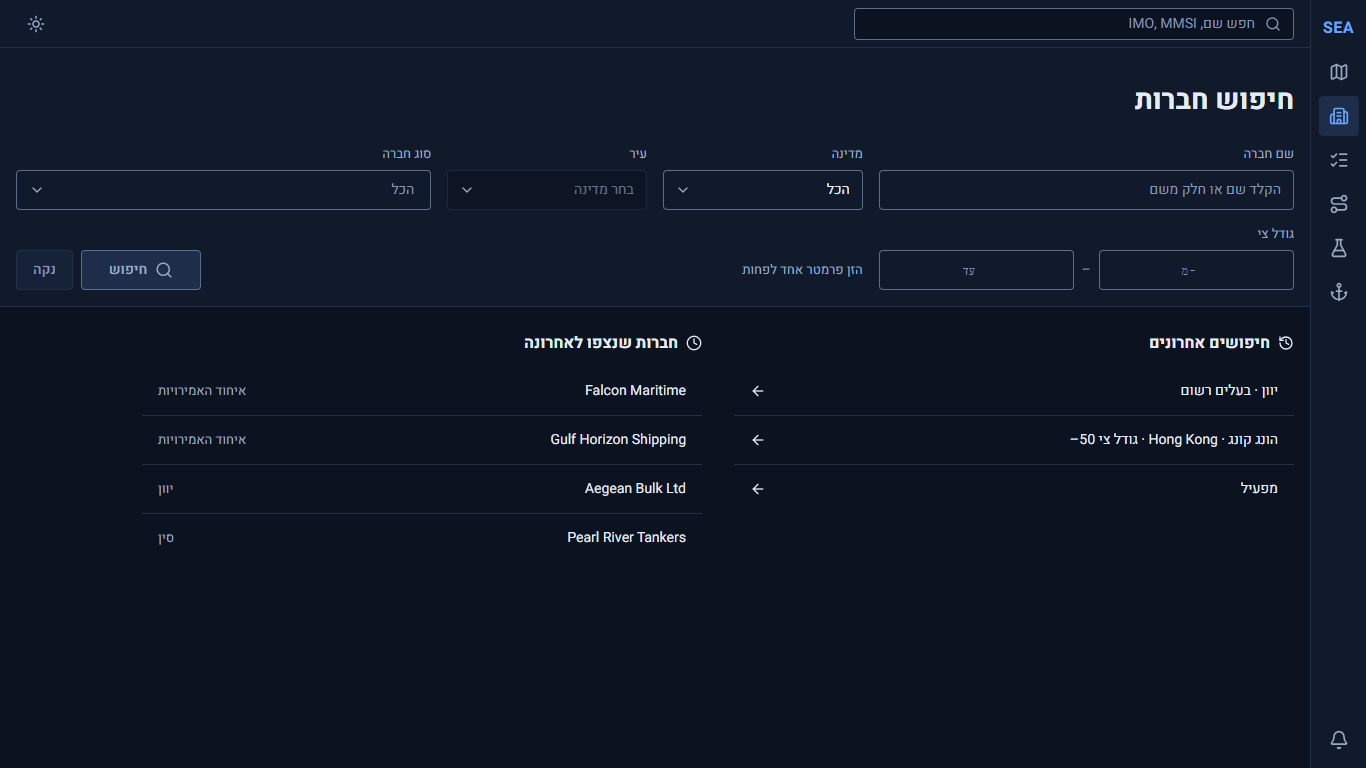 SEA
חפש שם, IMO, MMSI
חיפוש חברות
שם חברה
מדינה
עיר
סוג חברה
הקלד שם או חלק משם
הכל
בחר מדינה
הכל
גודל צי
מ-
–
עד
הזן פרמטר אחד לפחות
חיפוש
נקה
חיפושים אחרונים
יוון · בעלים רשום
הונג קונג · Hong Kong · גודל צי 50–
מפעיל
חברות שנצפו לאחרונה
Falcon Maritime
איחוד האמירויות
Gulf Horizon Shipping
איחוד האמירויות
Aegean Bulk Ltd
יוון
Pearl River Tankers
סין